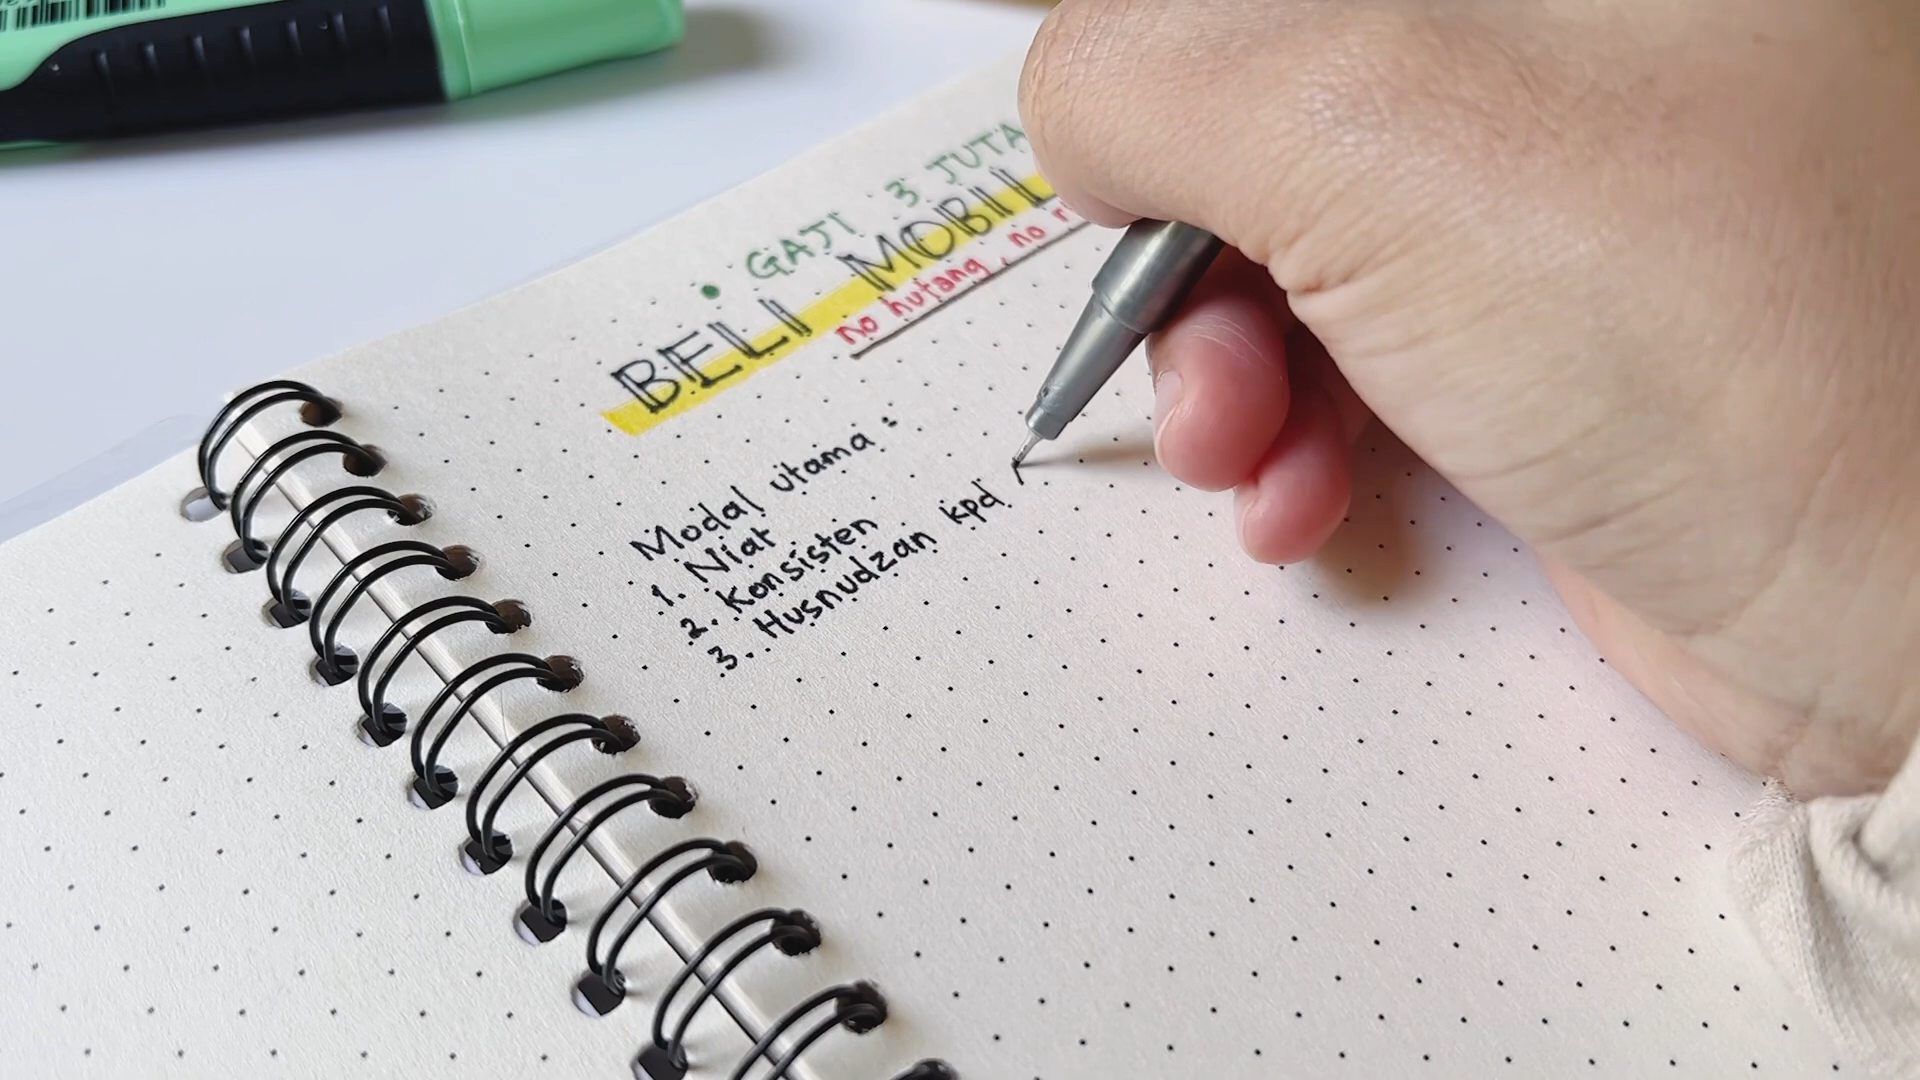 • GAJI 3 JUTA
BELI MOBIL
no hutang, no r
Modal utama :
1. Niat
2. Konsisten
3. Husnudzan kpd